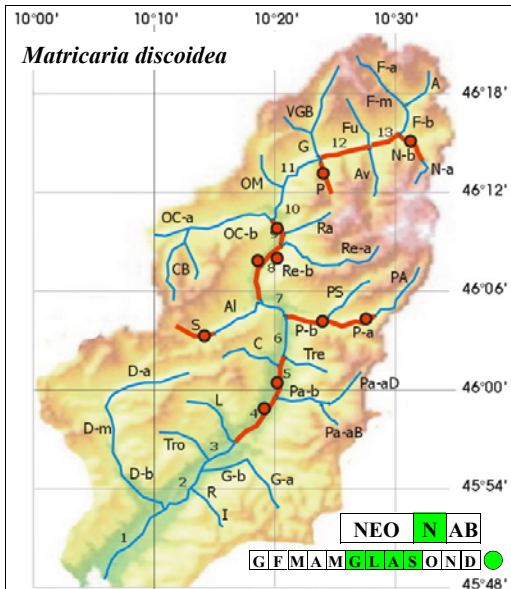 10°00' 10°10' 10°20' 10°30'
Matricaria discoidea
F-a
A
46°18'
VGB
F-m
Fu
13
F-b
G
12
N-b
11
OM
P
Av
N-a
46°12'
OC-a
10
OC-b
9
Ra
Re-a
CB
8
Re-b
46°06'
PS
PA
Al
7
S
P-b
P-a
6
C
Tre
46°00'
D-a
5
Pa-b
Pa-aD
L
4
D-m
Pa-aB
Tro
3
D-b
G-b
G-a
45°54'
2
R
I
1
NEO N AB
G F M A M G L A S O N D
45°48'